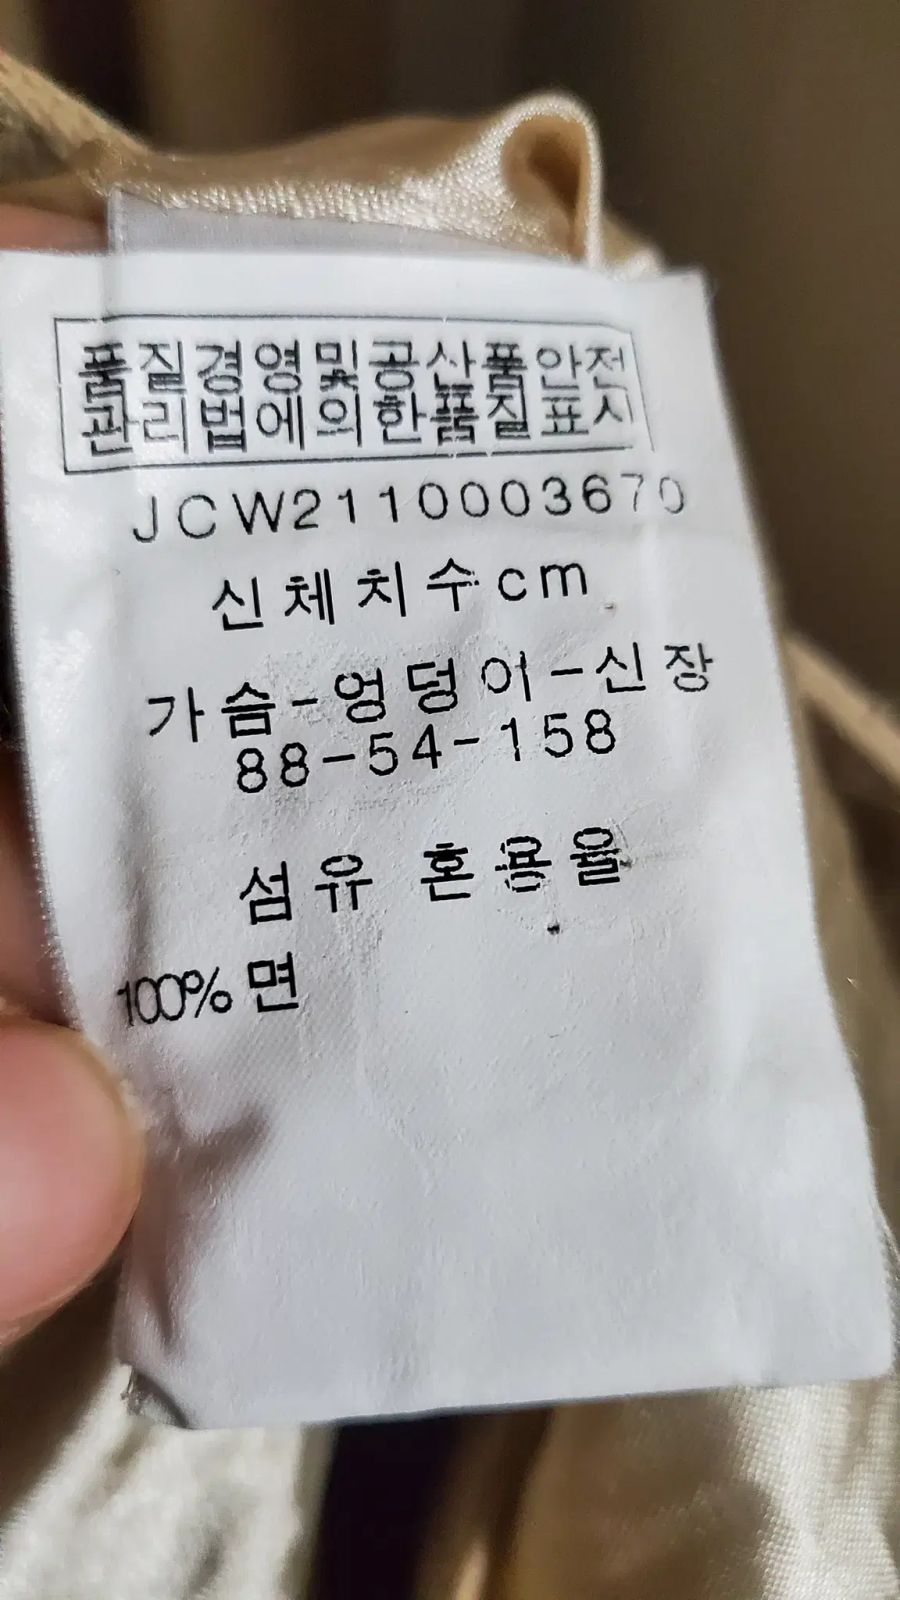 품질경영및공산품안전
관리법에의한품질표시
JCW2110003670
신체치수cm
가슴-엉덩이-신장
88-54-158
섬유 혼용율
100% 면